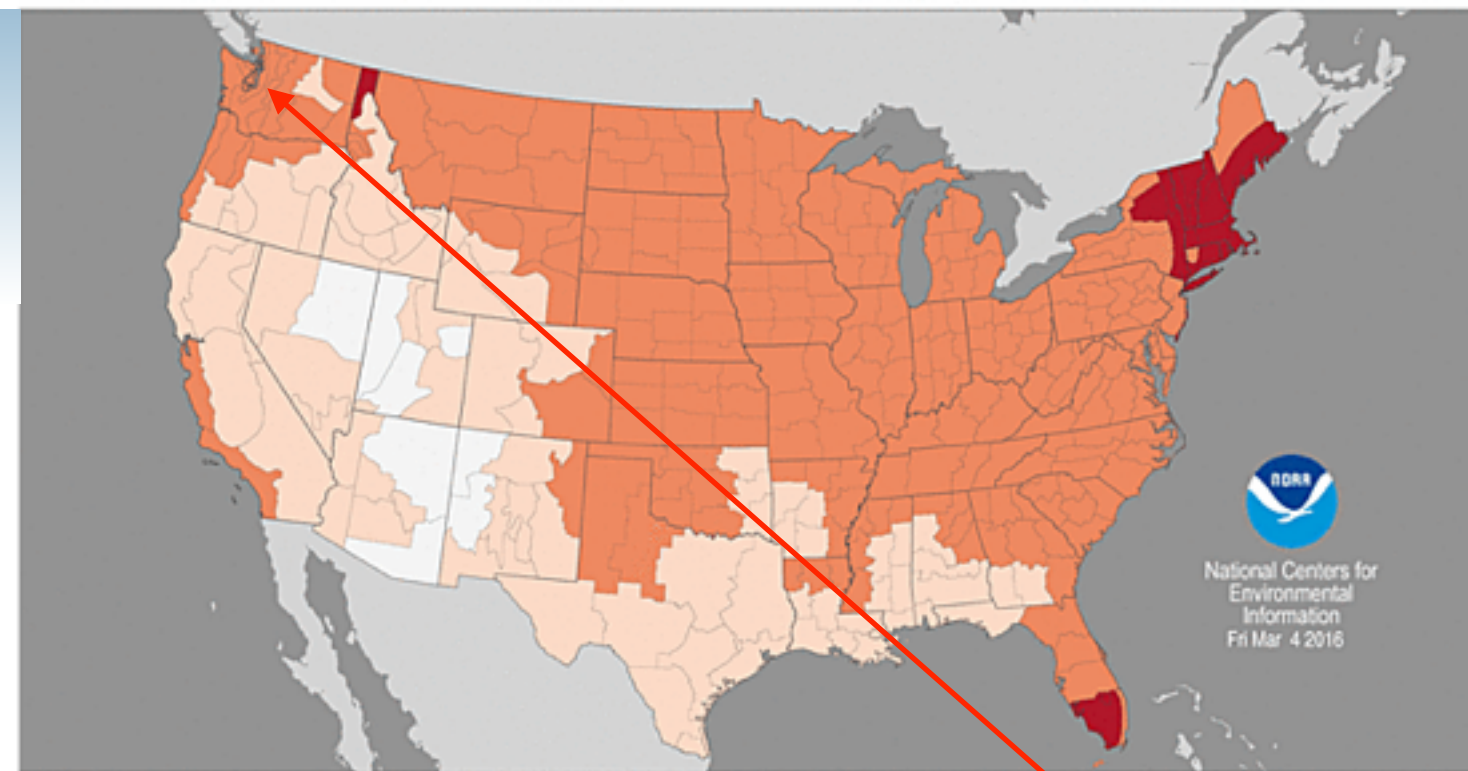 NOAA
National Centers for
Environmental
Information
Fri Mar 4 2016